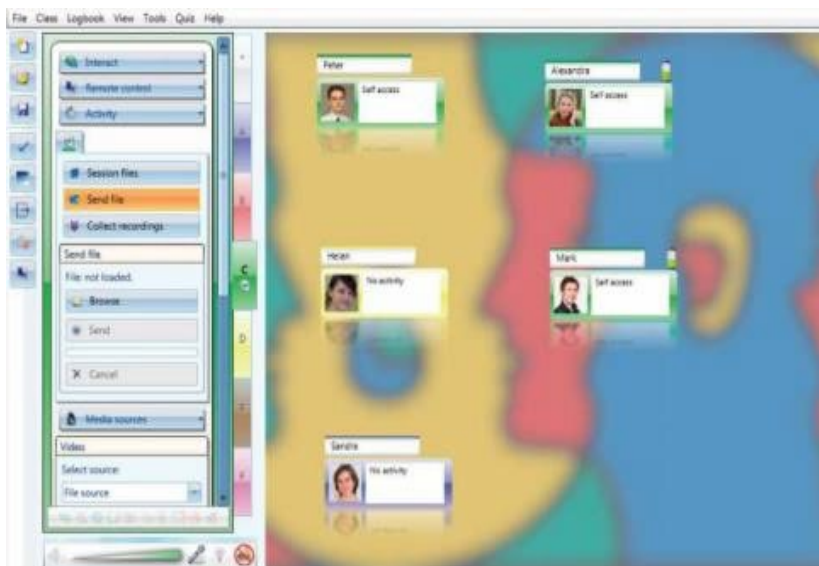 File Class Logbook View Tools Quiz Help
Interact
Remote control
Activity
Session files
Send file
Collect recordings
Send file
File: not loaded.
Browse
Send
Cancel
Media sources
Video
Select source:
File source
C
D
Peter
Self access
Alexandra
Self access
Helen
No activity
Mark
Self access
Sandra
No activity